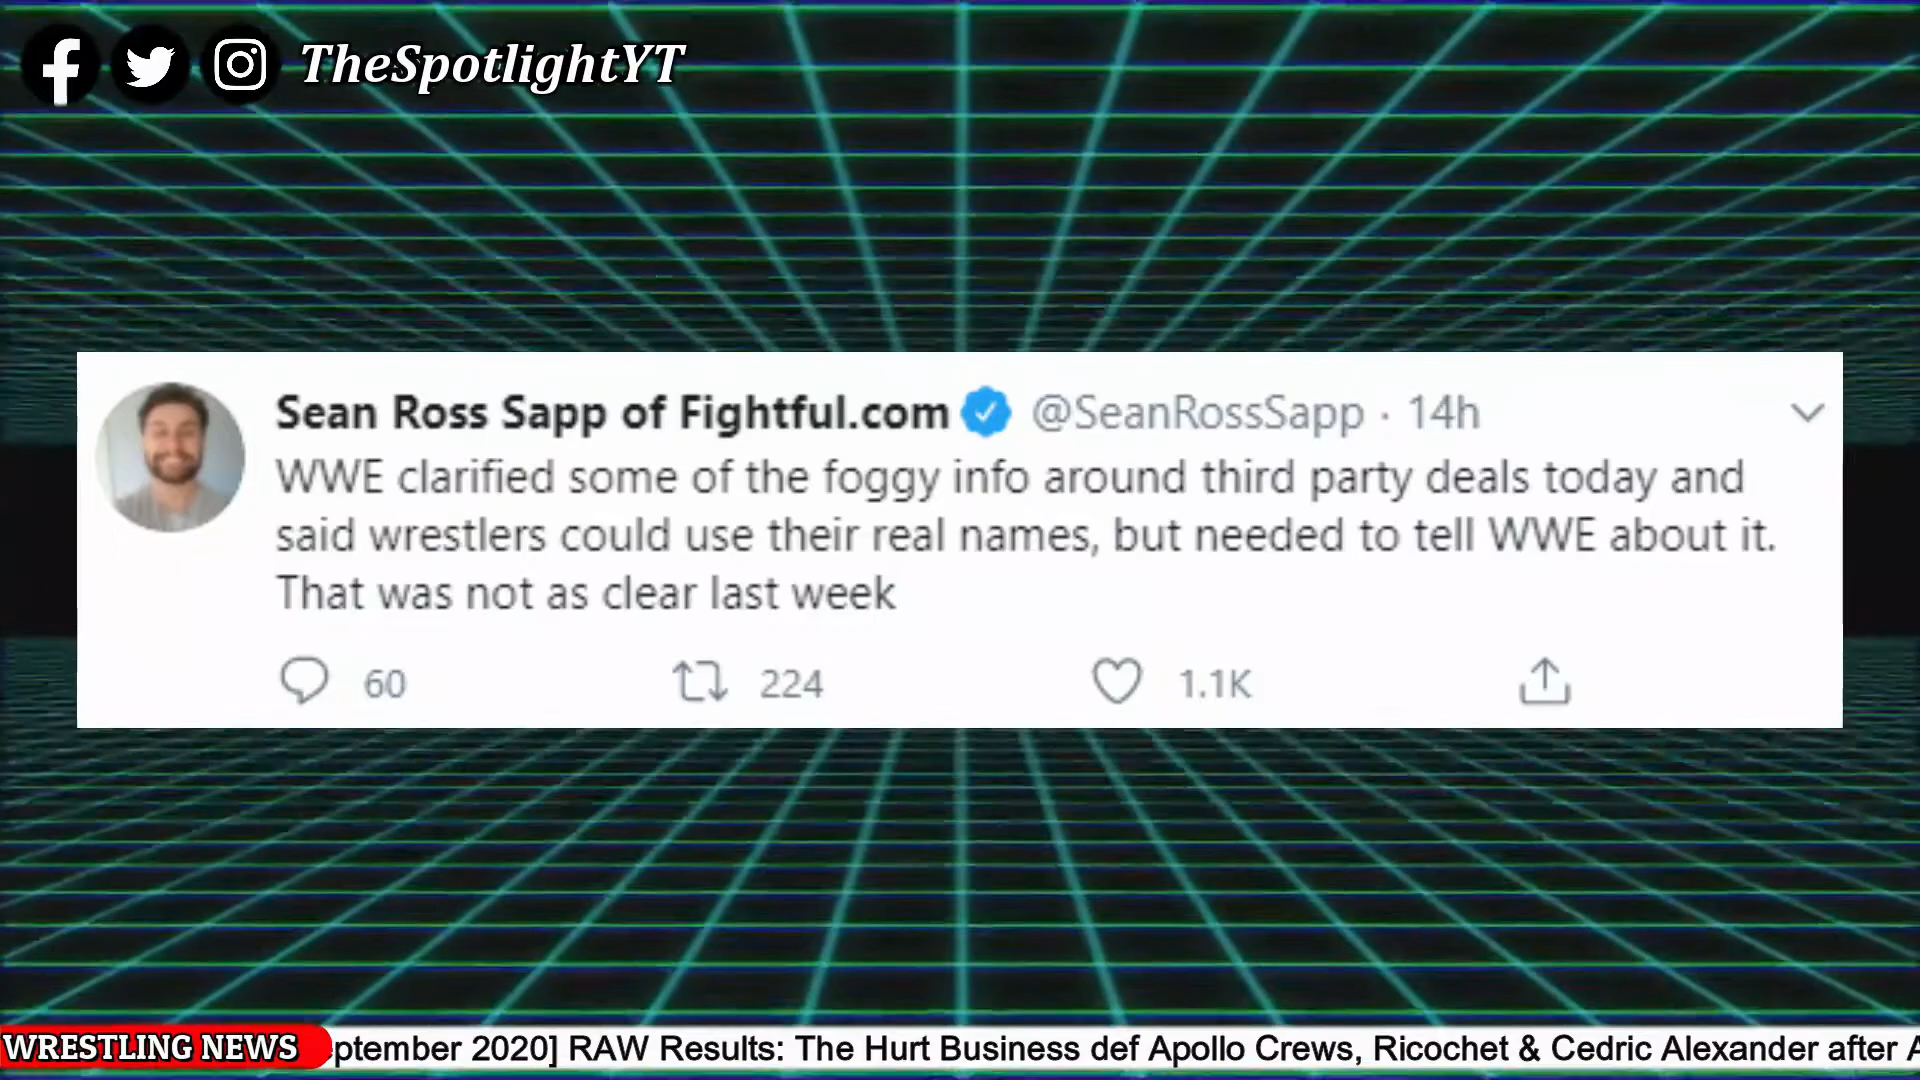 TheSpotlightYT
Sean Ross Sapp of Fightful.com @SeanRossSapp · 14h
WWE clarified some of the foggy info around third party deals today and
said wrestlers could use their real names, but needed to tell WWE about it.
That was not as clear last week
60 224 1.1K
WRESTLING NEWS ptember 2020] RAW Results: The Hurt Business def Apollo Crews, Ricochet & Cedric Alexander after A